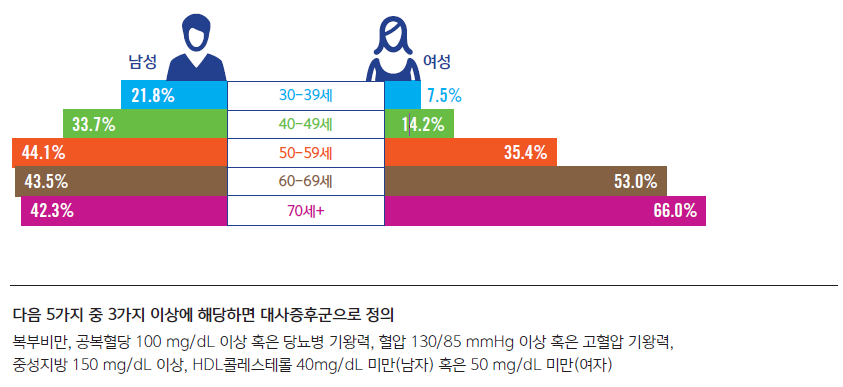 남성 여성
21.8% 30-39세 7.5%
33.7% 40-49세 14.2%
44.1% 50-59세 35.4%
43.5% 60-69세 53.0%
42.3% 70세+ 66.0%
다음 5가지 중 3가지 이상에 해당하면 대사증후군으로 정의
복부비만, 공복혈당 100 mg/dL 이상 혹은 당뇨병 기왕력, 혈압 130/85 mmHg 이상 혹은 고혈압 기왕력,
중성지방 150 mg/dL 이상, HDL콜레스테롤 40mg/dL 미만(남자) 혹은 50 mg/dL 미만(여자)